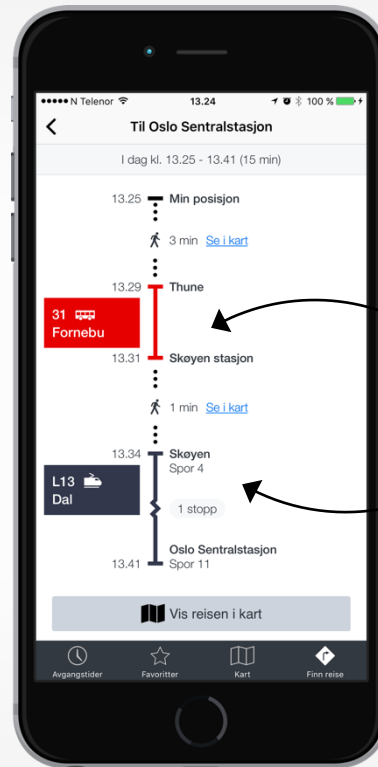 N Telenor 13.24 100 %
Til Oslo Sentralstasjon
I dag kl. 13.25 - 13.41 (15 min)
13.25 Min posisjon
3 min Se i kart
13.29 Thune
31
Fornebu
13.31 Skøyen stasjon
1 min Se i kart
13.34 Skøyen
Spor 4
L13
Dal
1 stopp
Oslo Sentralstasjon
13.41 Spor 11
Vis reisen i kart
Avgangstider Favoritter Kart Finn reise